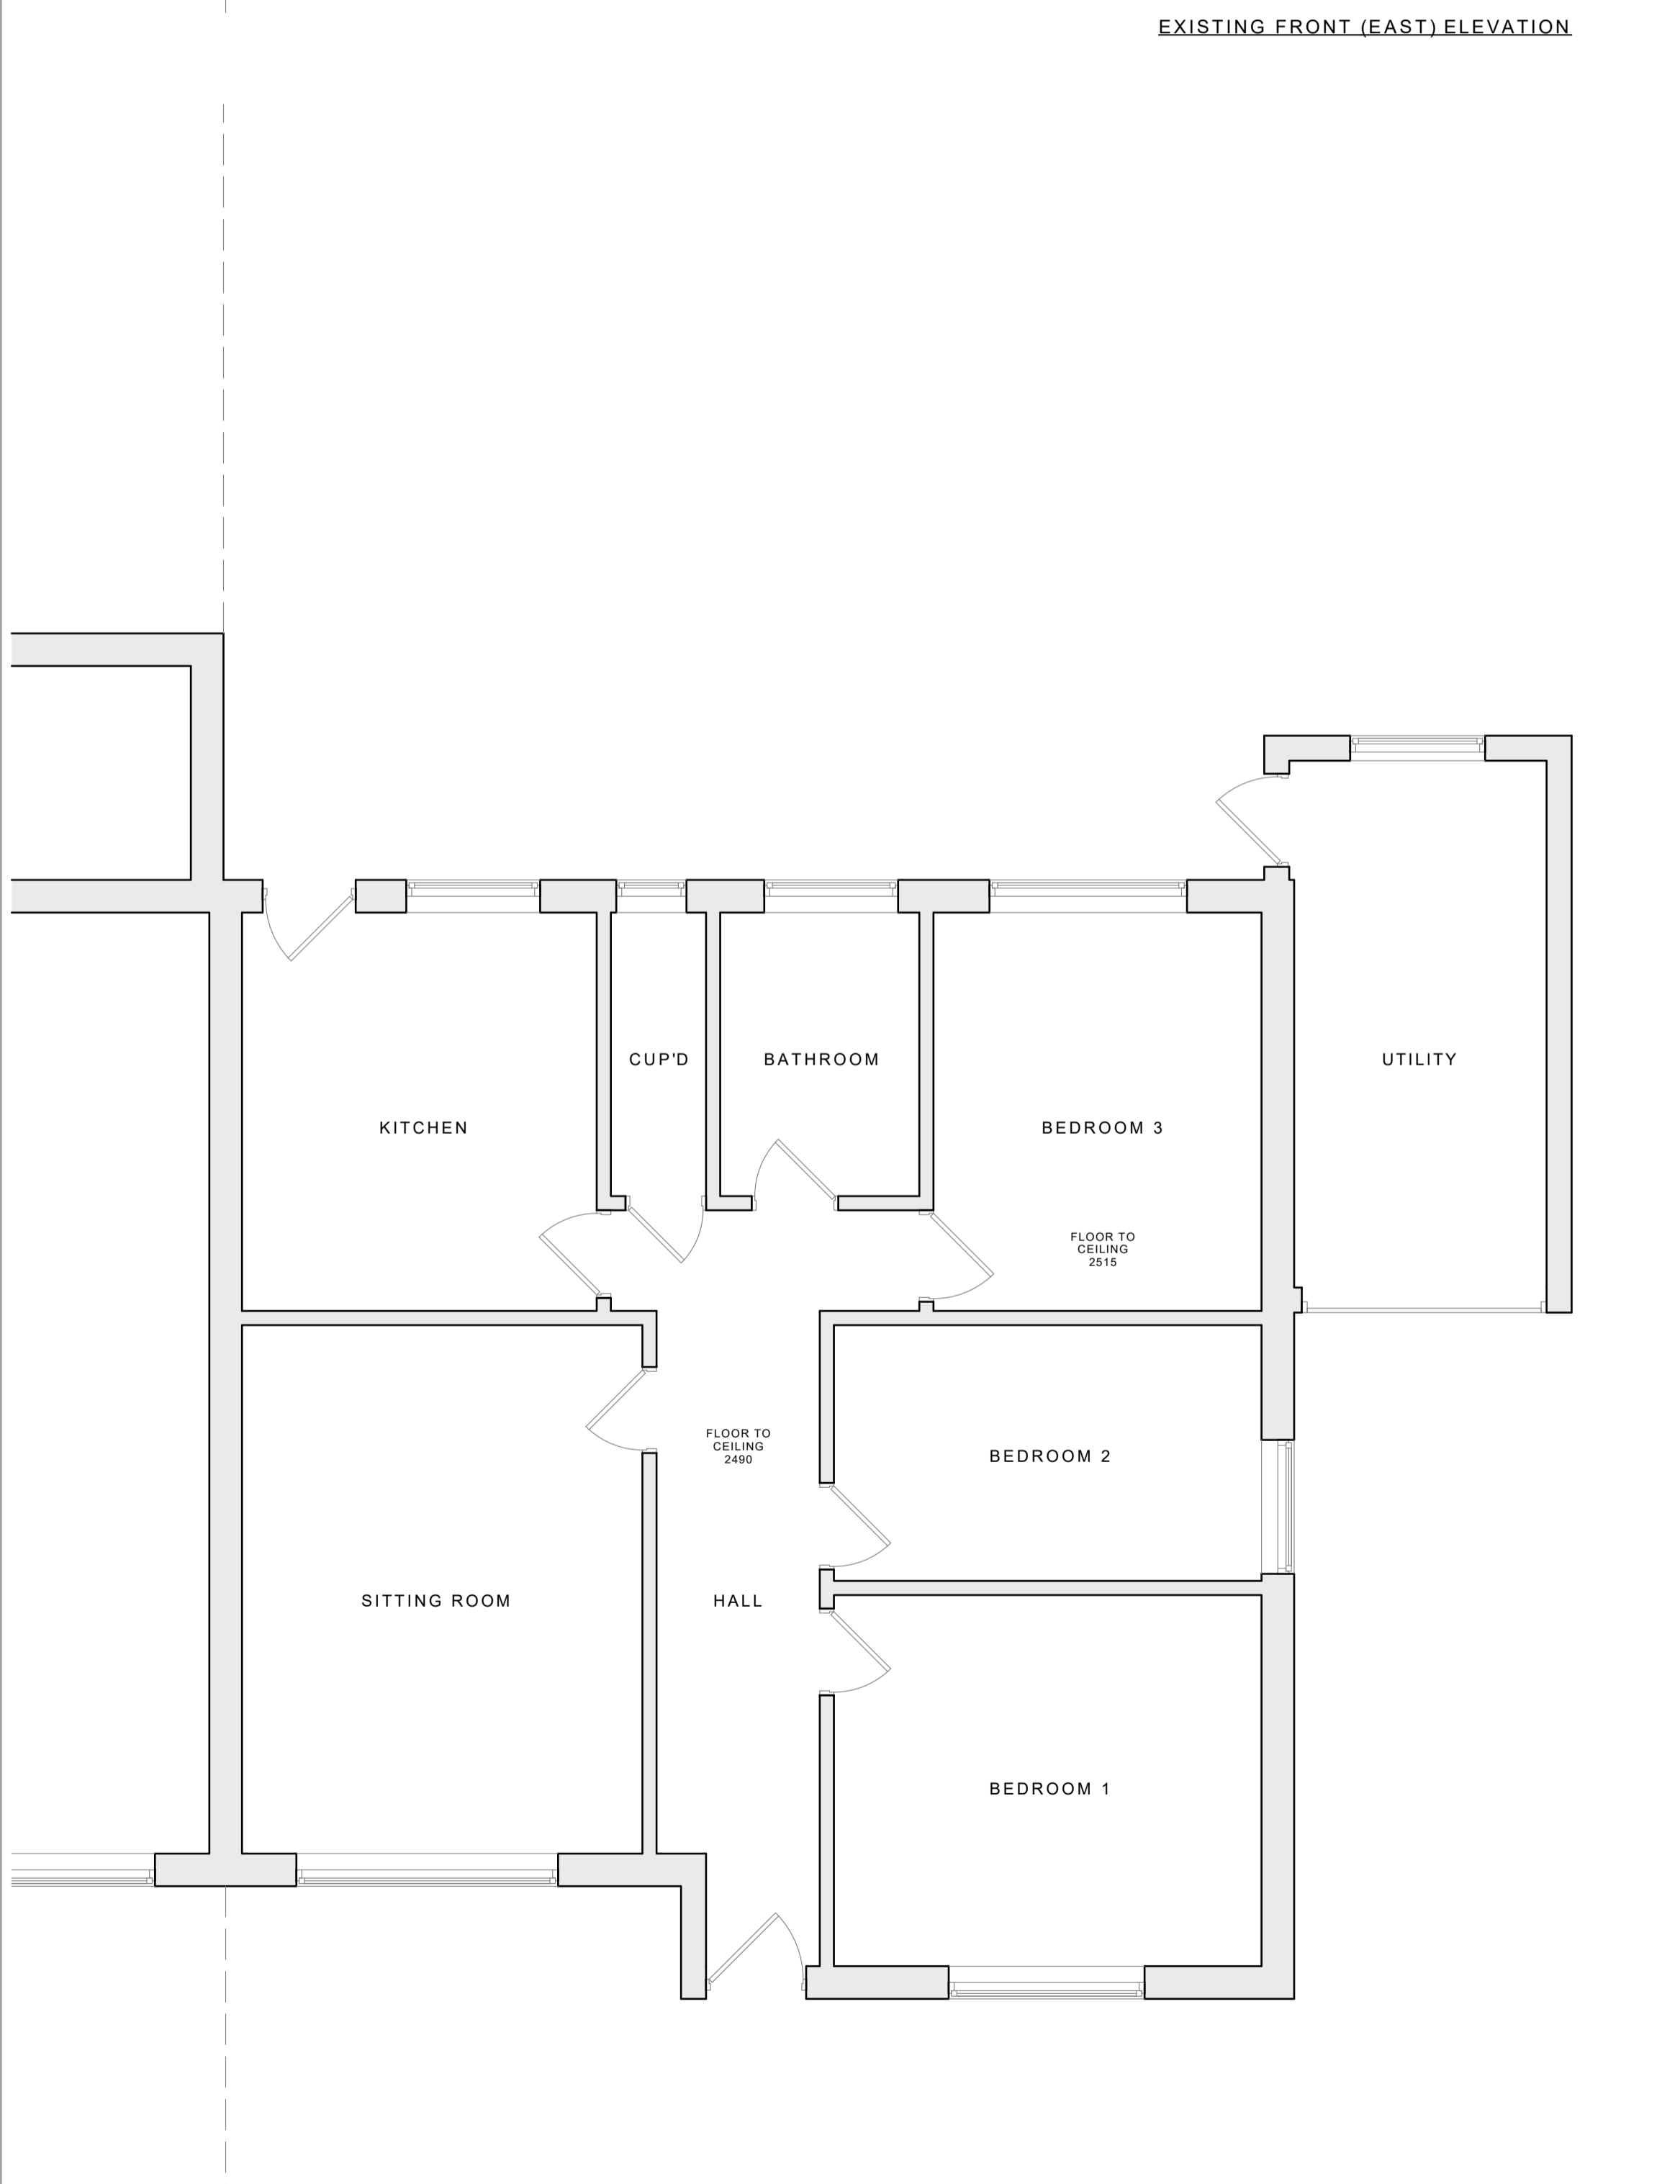 EXISTING FRONT (EAST) ELEVATION
CUP'D
BATHROOM
UTILITY
KITCHEN
BEDROOM 3
FLOOR TO
CEILING
2515
FLOOR TO
CEILING
2490
BEDROOM 2
SITTING ROOM
HALL
BEDROOM 1